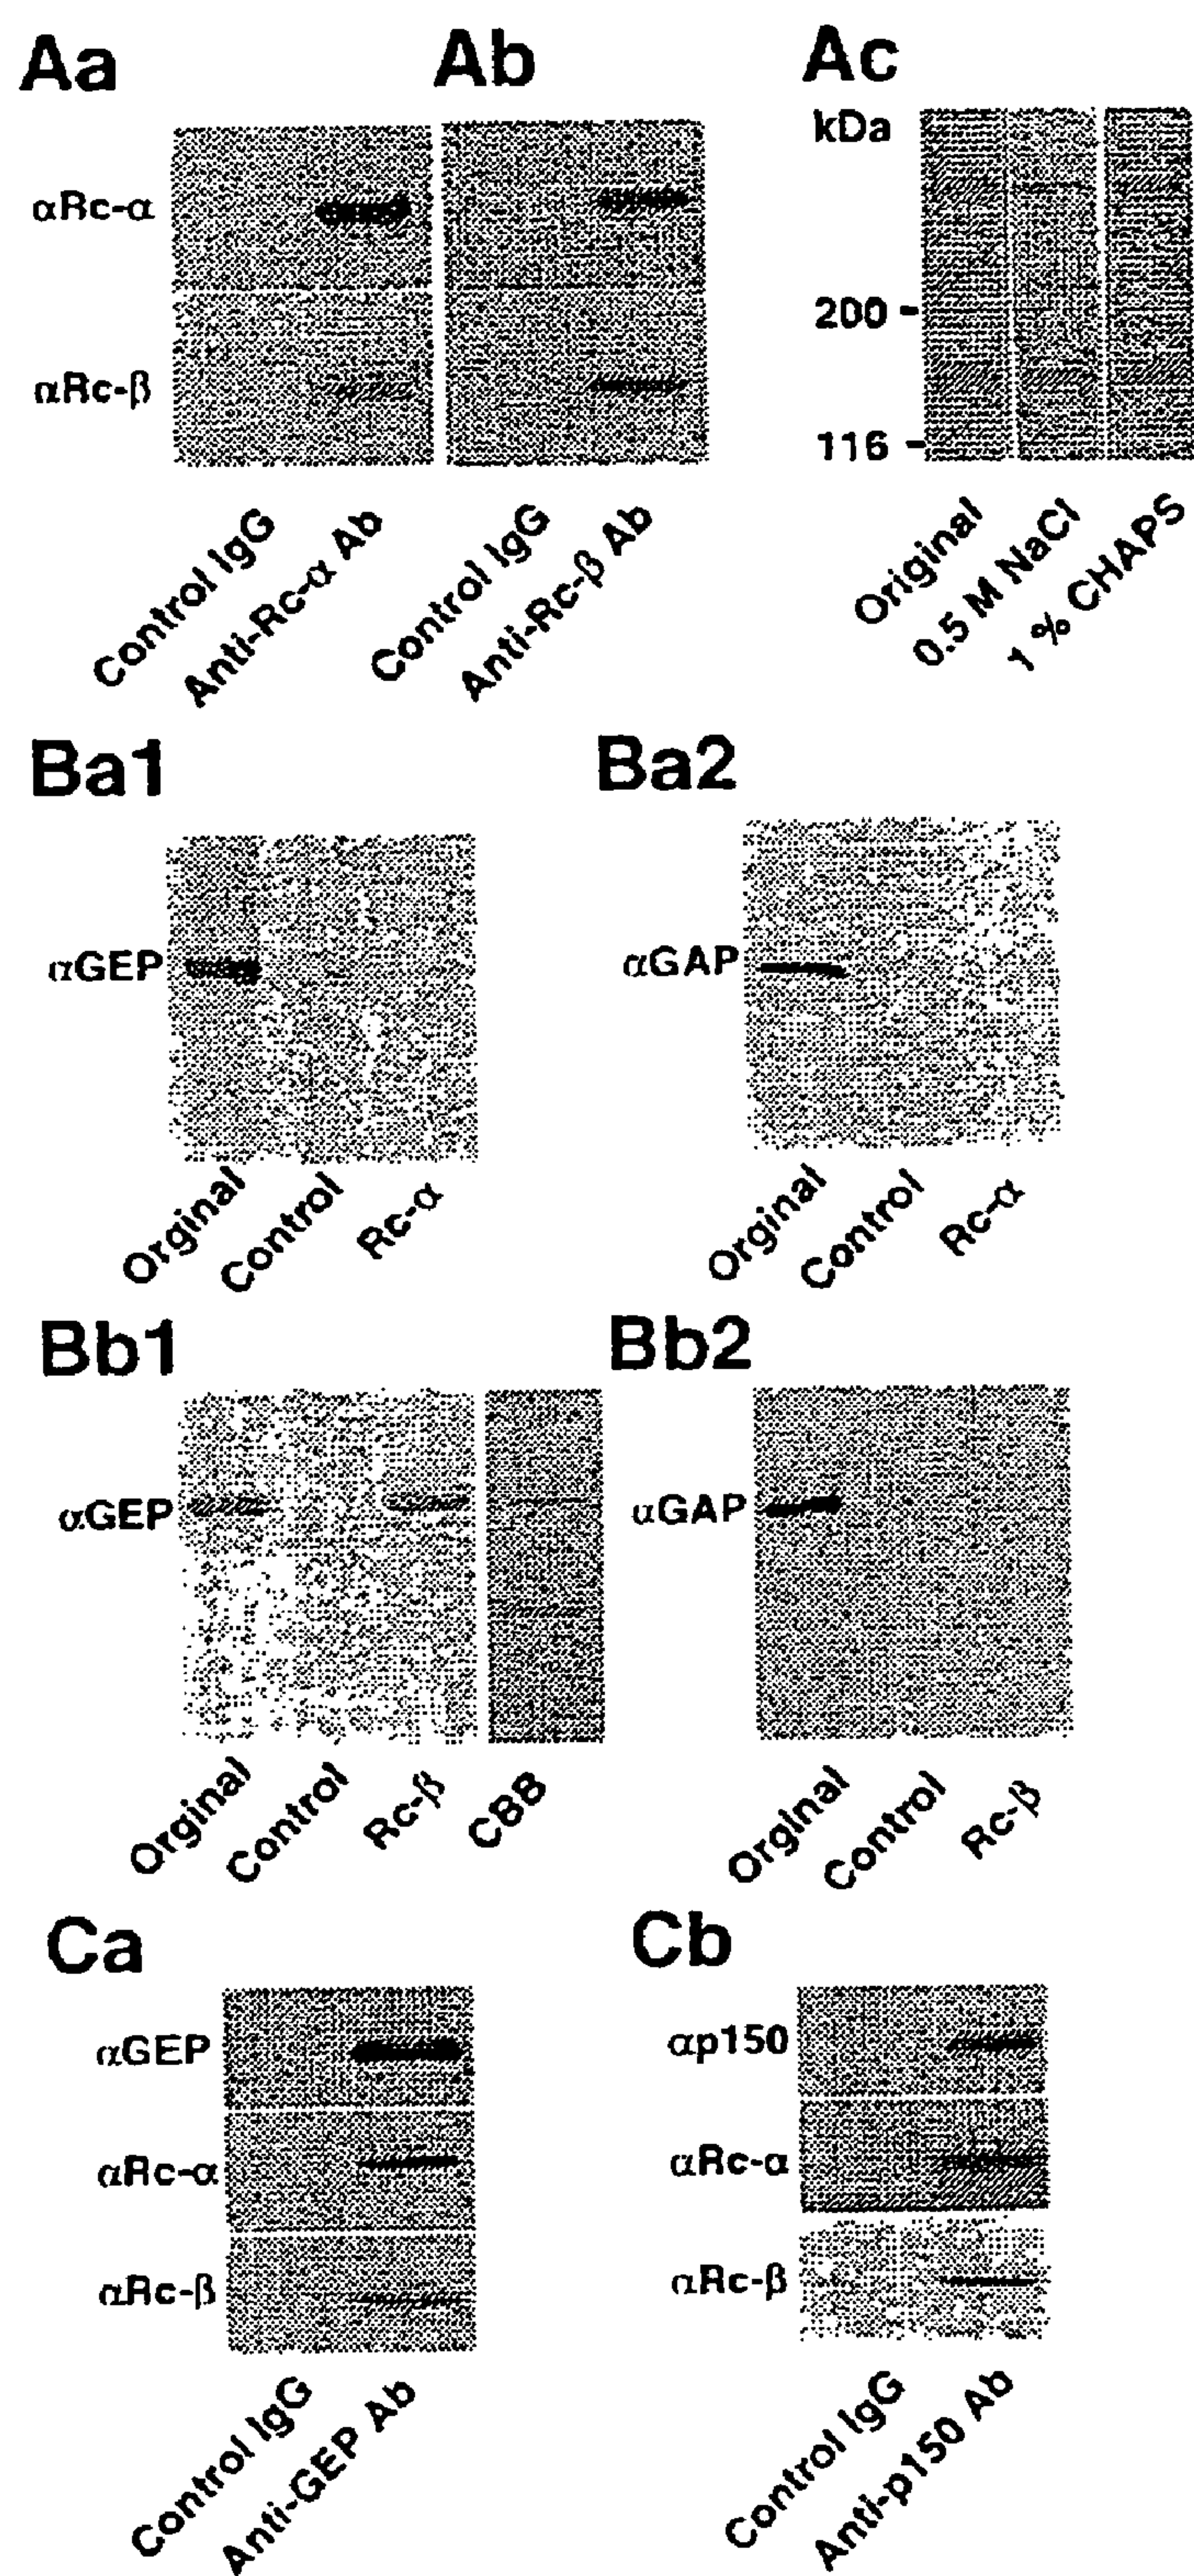 Aa Ab Ac
kDa
αRc-α
200
αRc-β
116
Control IgG Anti-Rc-α Ab Control IgG Anti-Rc-β Ab Original 0.5 M NaCl 1 % CHAPS
Ba1 Ba2
αGEP αGAP
Orginal Control Rc-α Orginal Control Rc-α
Bb1 Bb2
αGEP αGAP
Orginal Control Rc-β CBB Orginal Control Rc-β
Ca Cb
αGEP αp150
αRc-α αRc-α
αRc-β αRc-β
Control IgG Anti-GEP Ab Control IgG Anti-p150 Ab